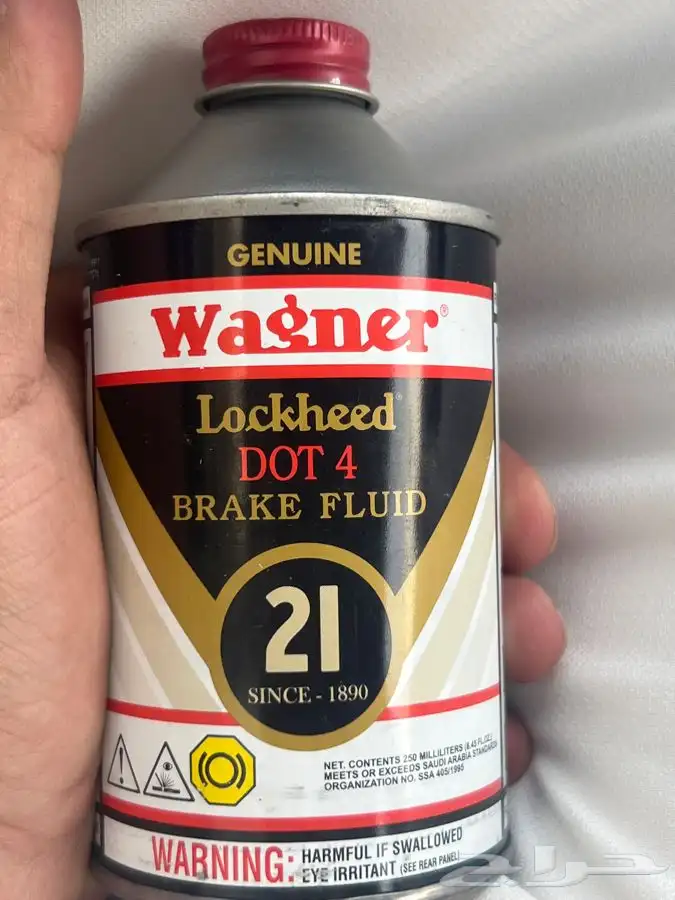 GENUINE
Wagner®
Lockheed
DOT 4
BRAKE FLUID
21
SINCE - 1890
NET. CONTENTS 250 MILLILITERS (8.45 FL.OZ.)
MEETS OR EXCEEDS SAUDI ARABIA STANDARDS
ORGANIZATION NO. SSA 405/1995
WARNING: HARMFUL IF SWALLOWED
EYE IRRITANT (SEE REAR PANEL)
حراج